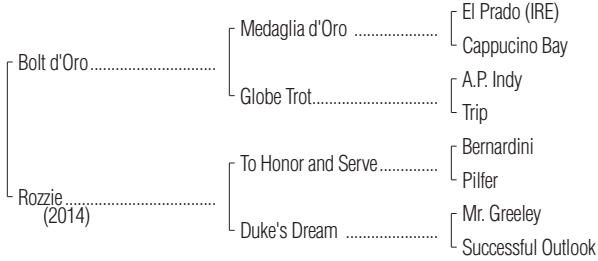 El Prado (IRE)
Medaglia d'Oro ....................
Cappucino Bay
Bolt d'Oro..............................
A.P. Indy
Globe Trot..............................
Trip
Bernardini
To Honor and Serve..............
Pilfer
Rozzie....................................
(2014)
Mr. Greeley
Duke's Dream ......................
Successful Outlook